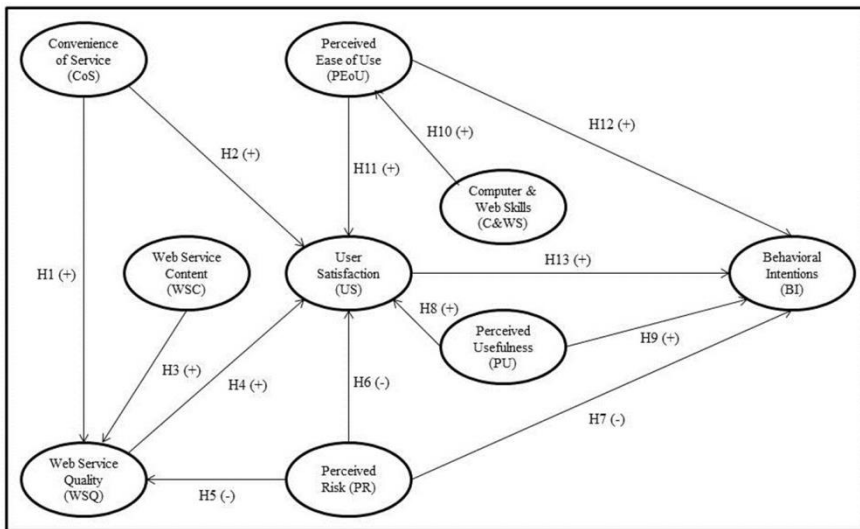 Convenience
of Service
(CoS)
Perceived
Ease of Use
(PEoU)
H10 (+)
H12 (+)
H2 (+)
H11 (+)
Computer &
Web Skills
(C&WS)
H1 (+)
Web Service
Content
(WSC)
User
Satisfaction
(US)
H13 (+)
Behavioral
Intentions
(BI)
H8 (+)
Perceived
Usefulness
(PU)
H9 (+)
H3 (+)
H4 (+)
H6 (-)
H7 (-)
Web Service
Quality
(WSQ)
H5 (-)
Perceived
Risk (PR)